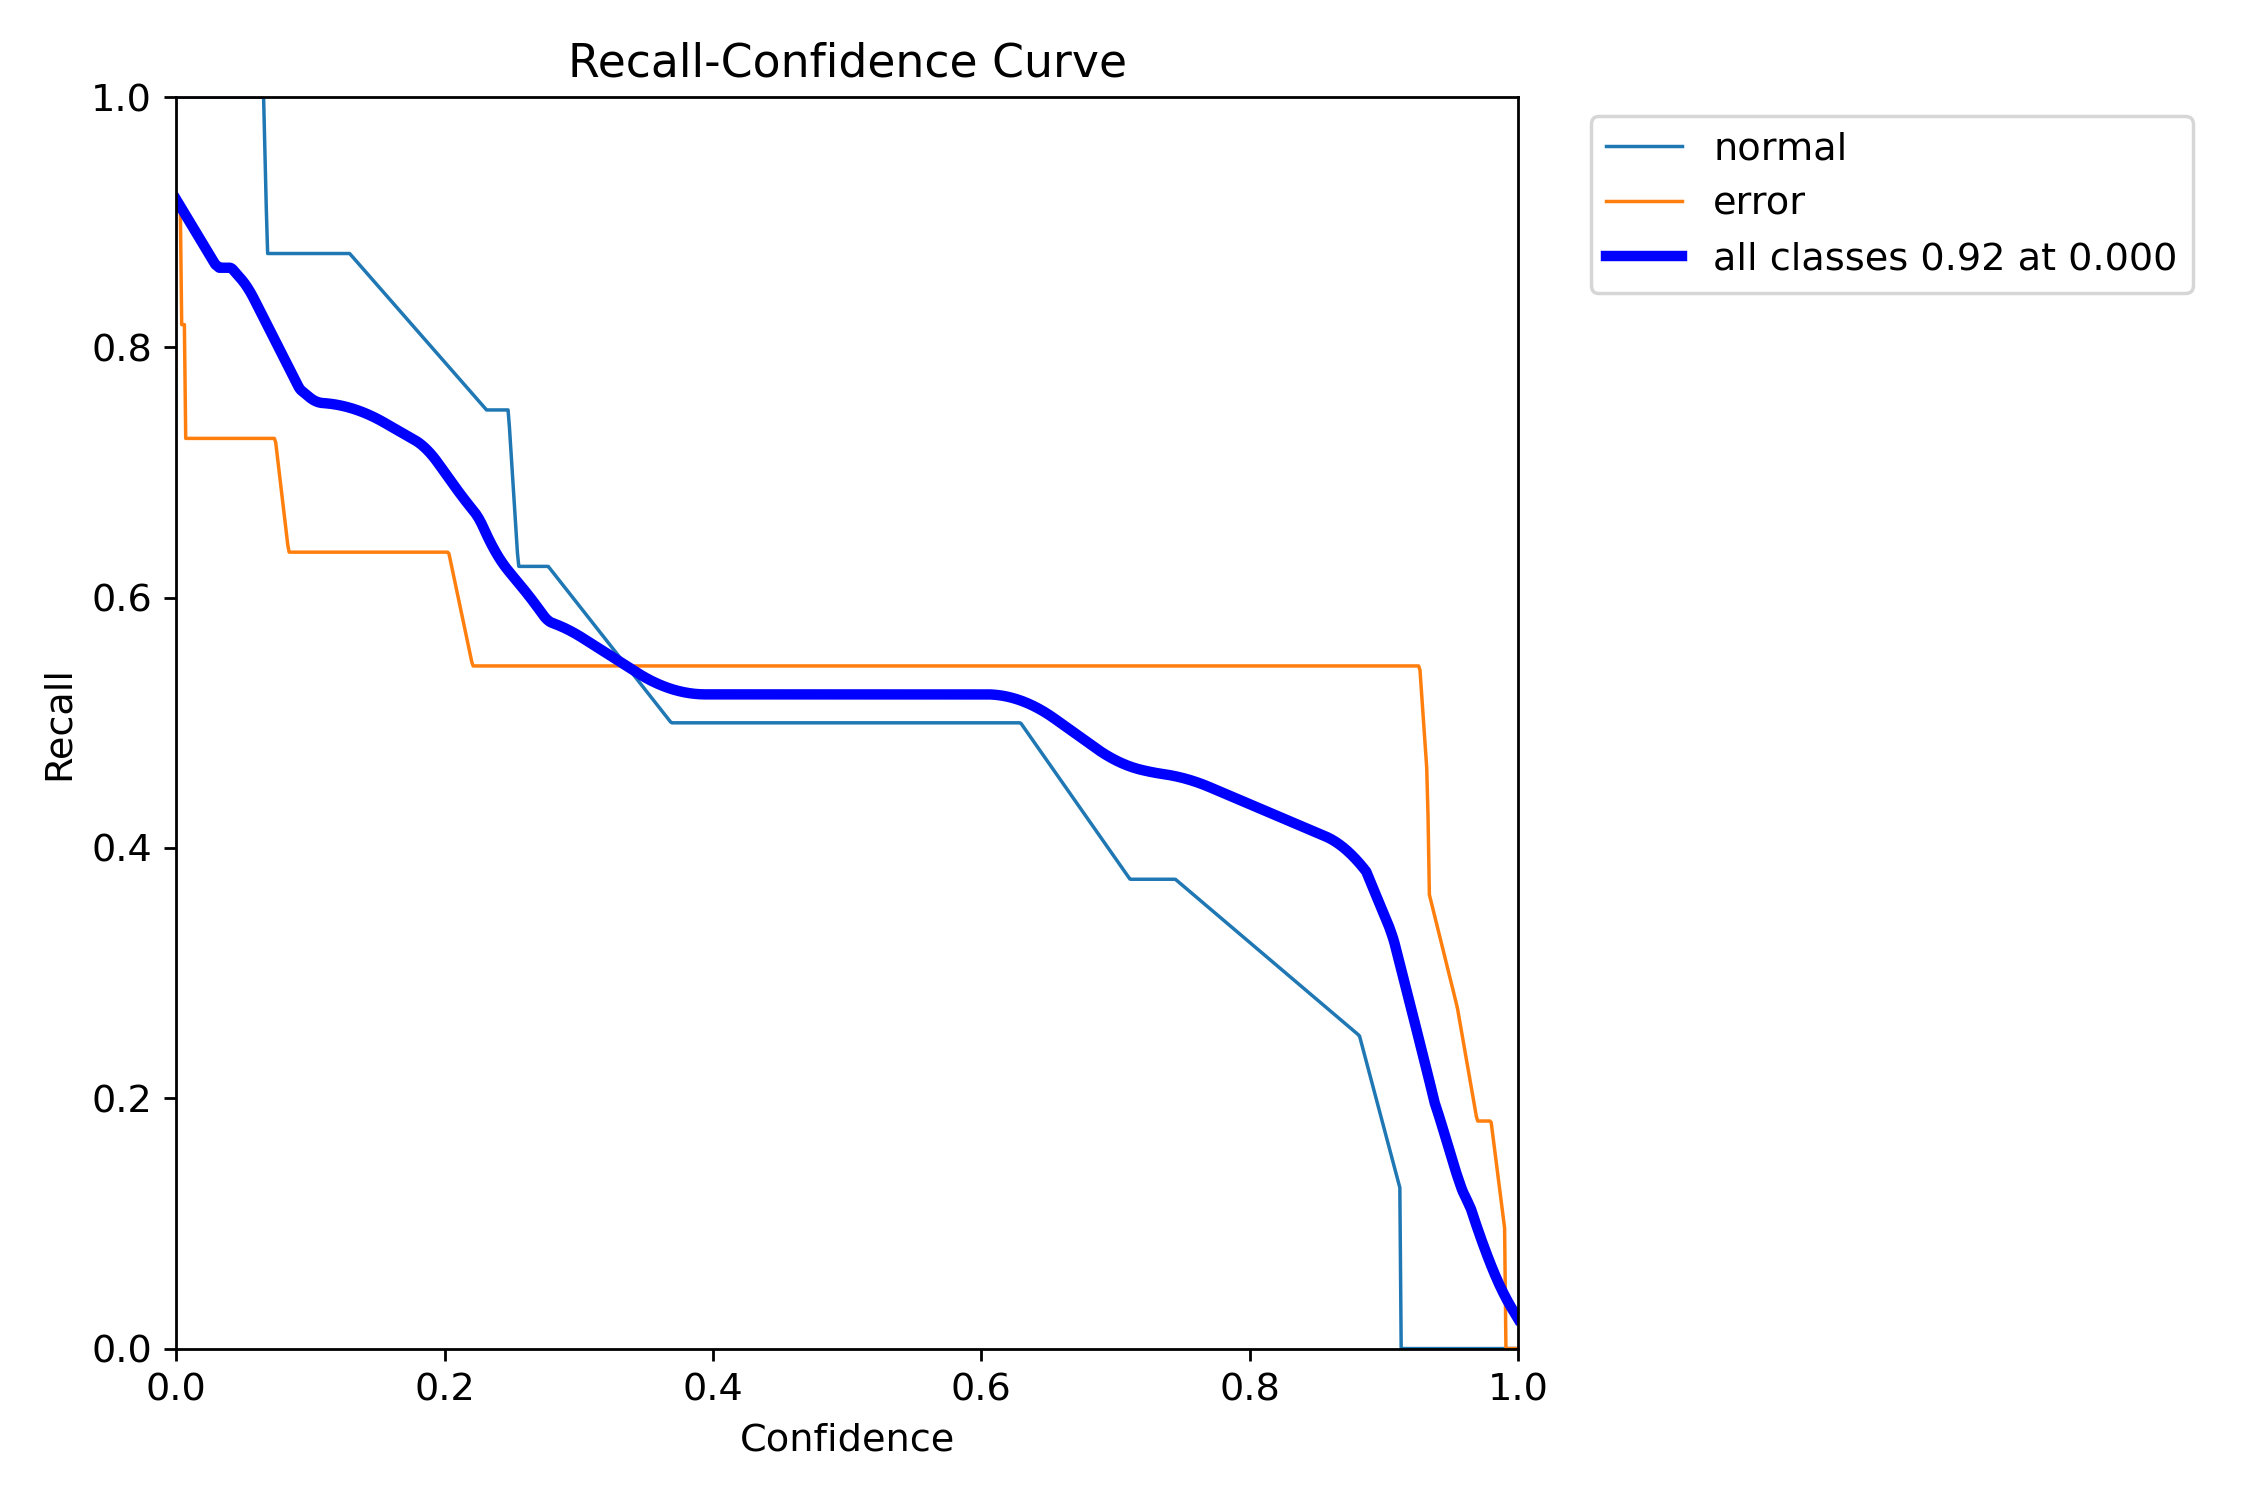 Recall-Confidence Curve
normal
error
all classes 0.92 at 0.000
1.0
0.8
0.6
0.4
0.2
0.0
Recall
0.0 0.2 0.4 0.6 0.8 1.0
Confidence